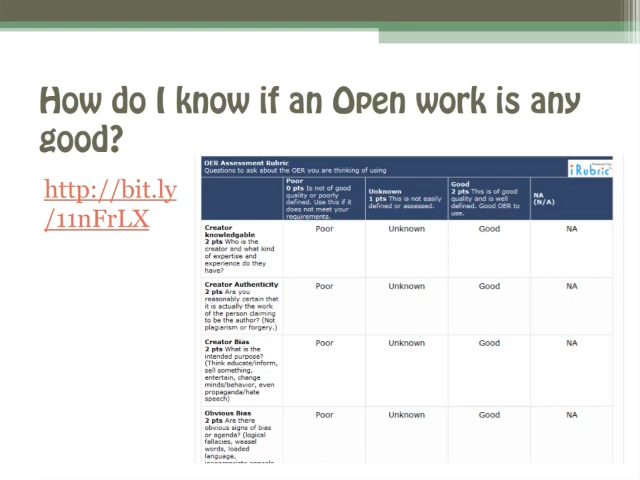 How do I know if an Open work is any
good?
http://bit.ly
/11nFrLX
OER Assessment Rubric
Questions to ask about the OER you are thinking of using
Powered by
iRubric
Poor
0 pts Is not of good
quality or poorly
defined. Use this if it
does not meet your
requirements.
Unknown
1 pts This is not easily
defined or assessed.
Good
2 pts This is of good
quality and is well
defined. Good OER to
use.
NA
(N/A)
Creator
knowledgable
2 pts Who is the
creator and what kind
of expertise and
experience do they
have?
Poor
Unknown
Good
NA
Creator Authenticity
2 pts Are you
reasonably certain that
it is actually the work
of the person claiming
to be the author? (Not
plagiarism or forgery.)
Poor
Unknown
Good
NA
Creator Bias
2 pts What is the
intended purpose?
(Think educate/inform,
sell something,
entertain, change
minds/behavior, even
propaganda/hate
speech)
Poor
Unknown
Good
NA
Obvious Bias
2 pts Are there
obvious signs of bias
or agenda? (logical
fallacies, weasel
words, loaded
language,
Poor
Unknown
Good
NA